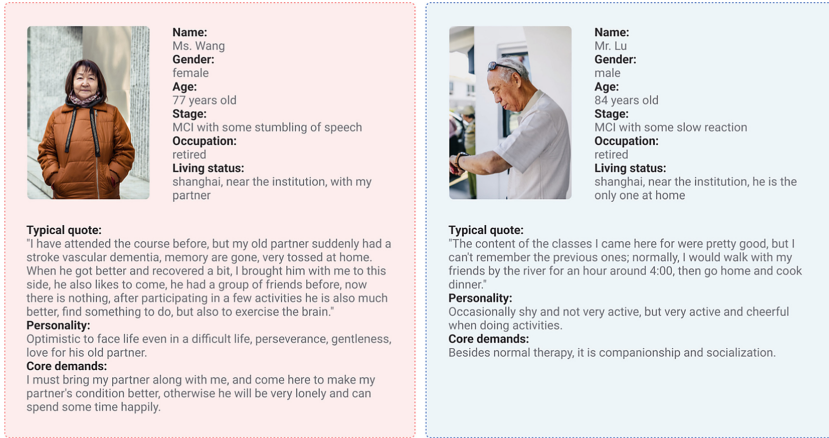 Name:
Ms. Wang
Gender:
female
Age:
77 years old
Stage:
MCI with some stumbling of speech
Occupation:
retired
Living status:
shanghai, near the institution, with my
partner
Typical quote:
"I have attended the course before, but my old partner suddenly had a
stroke vascular dementia, memory are gone, very tossed at home.
When he got better and recovered a bit, I brought him with me to this
side, he also likes to come, he had a group of friends before, now
there is nothing, after participating in a few activities he is also much
better, find something to do, but also to exercise the brain."
Personality:
Optimistic to face life even in a difficult life, perseverance, gentleness,
love for his old partner.
Core demands:
I must bring my partner along with me, and come here to make my
partner's condition better, otherwise he will be very lonely and can
spend some time happily.
Name:
Mr. Lu
Gender:
male
Age:
84 years old
Stage:
MCI with some slow reaction
Occupation:
retired
Living status:
shanghai, near the institution, he is the
only one at home
Typical quote:
"The content of the classes I came here for were pretty good, but I
can't remember the previous ones; normally, I would walk with my
friends by the river for an hour around 4:00, then go home and cook
dinner."
Personality:
Occasionally shy and not very active, but very active and cheerful
when doing activities.
Core demands:
Besides normal therapy, it is companionship and socialization.